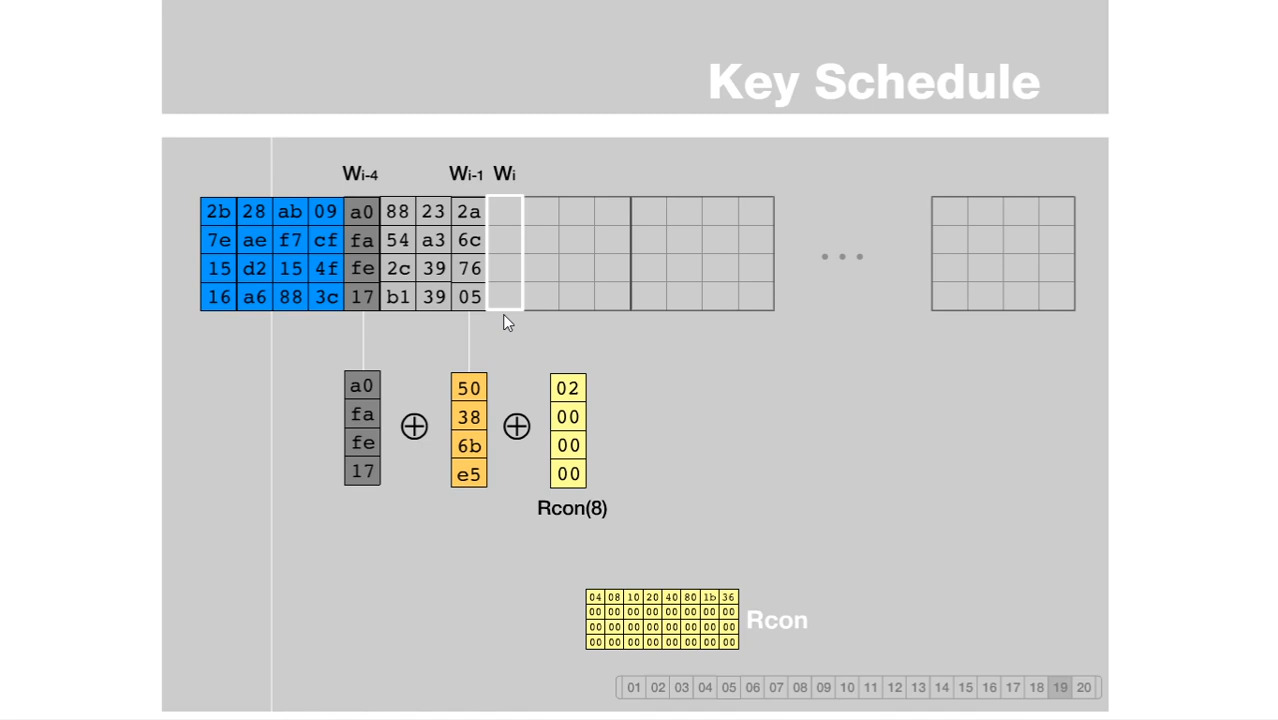 Key Schedule
Wi-4 Wi-1 Wi
2b 28 ab 09 a0 88 23 2a
7e ae f7 cf fa 54 a3 6c
15 d2 15 4f fe 2c 39 76
16 a6 88 3c 17 b1 39 05
...
a0 50 02
fa ⊕ 38 ⊕ 00
fe 6b 00
17 e5 00
Rcon(8)
04 08 10 20 40 80 1b 36
00 00 00 00 00 00 00 00
00 00 00 00 00 00 00 00
00 00 00 00 00 00 00 00
Rcon
01 02 03 04 05 06 07 08 09 10 11 12 13 14 15 16 17 18 19 20